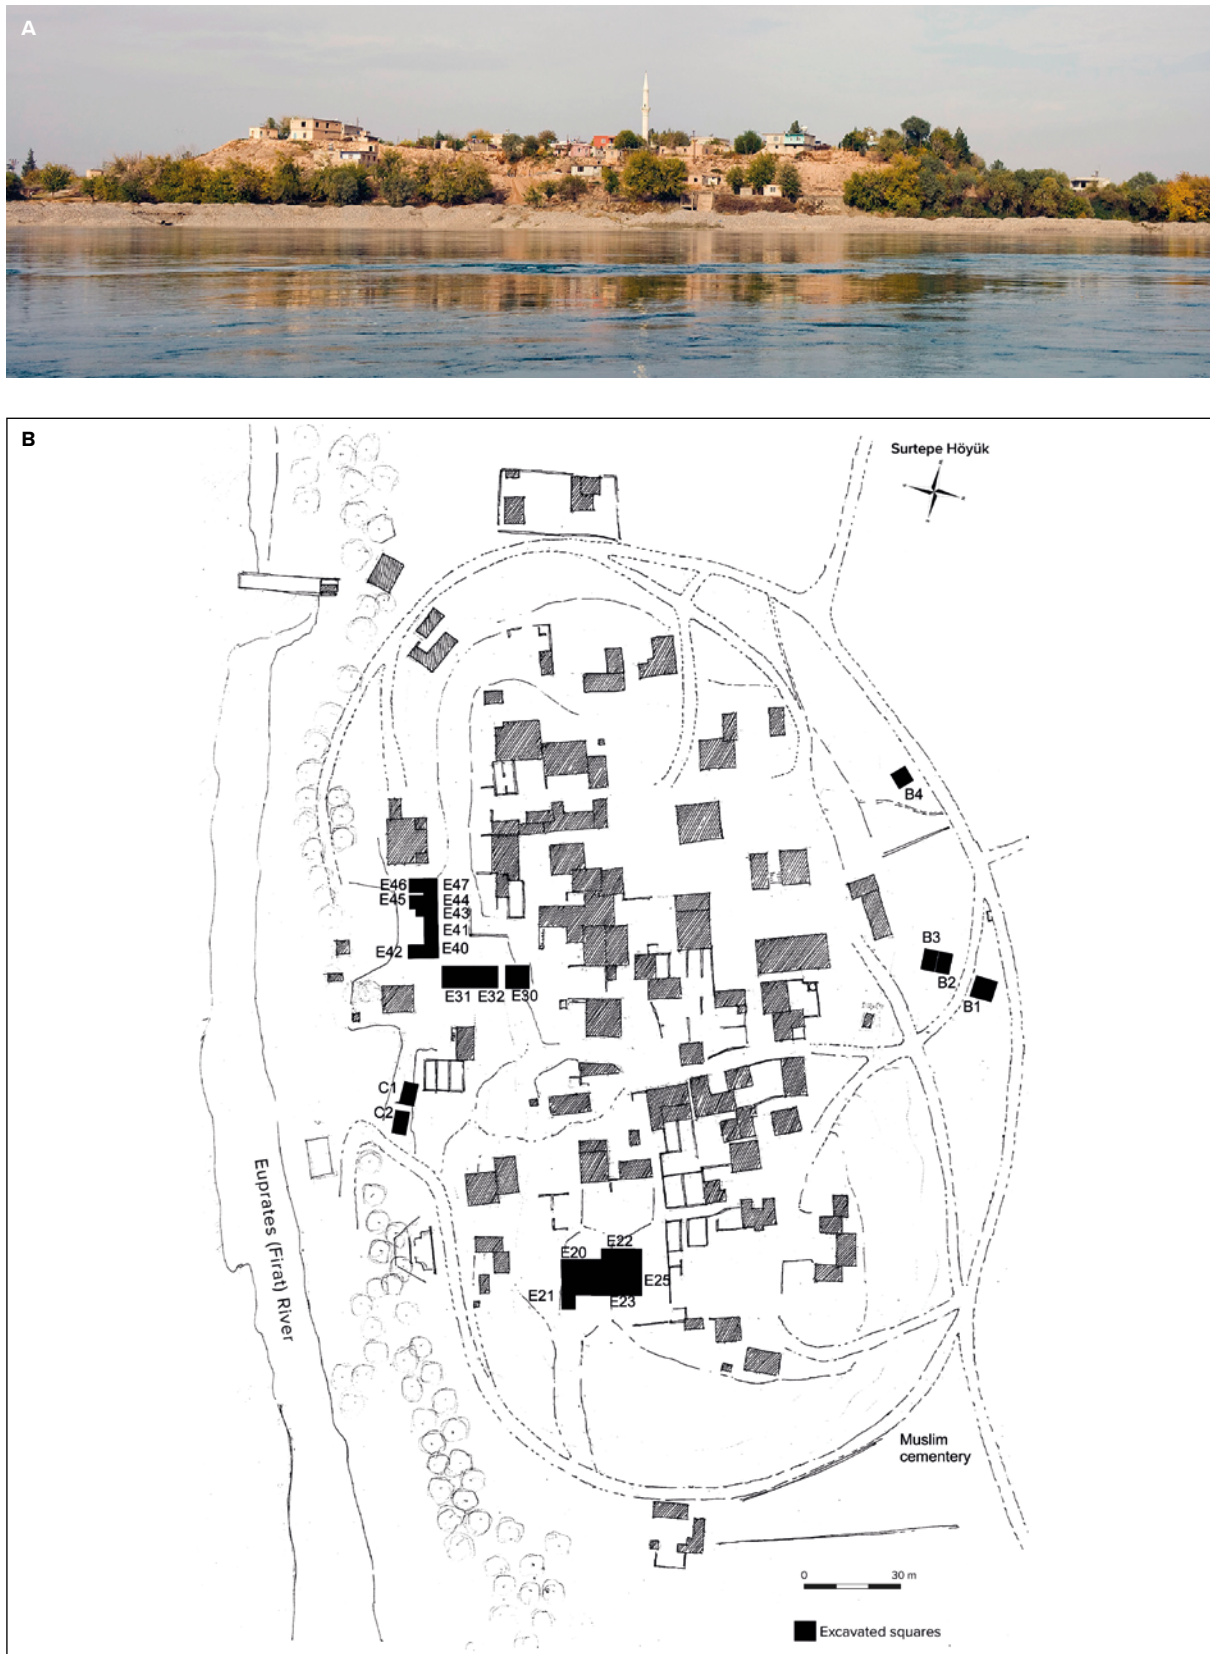 A
B
Surtepe Höyük
B4
E46
E47
E45
E44
E43
E41
E42
E40
B3
B2
B1
E31
E32
E30
C1
C2
Euprates (Firat) River
E22
E20
E25
E21
E23
Muslim
cementery
0
30 m
Excavated squares